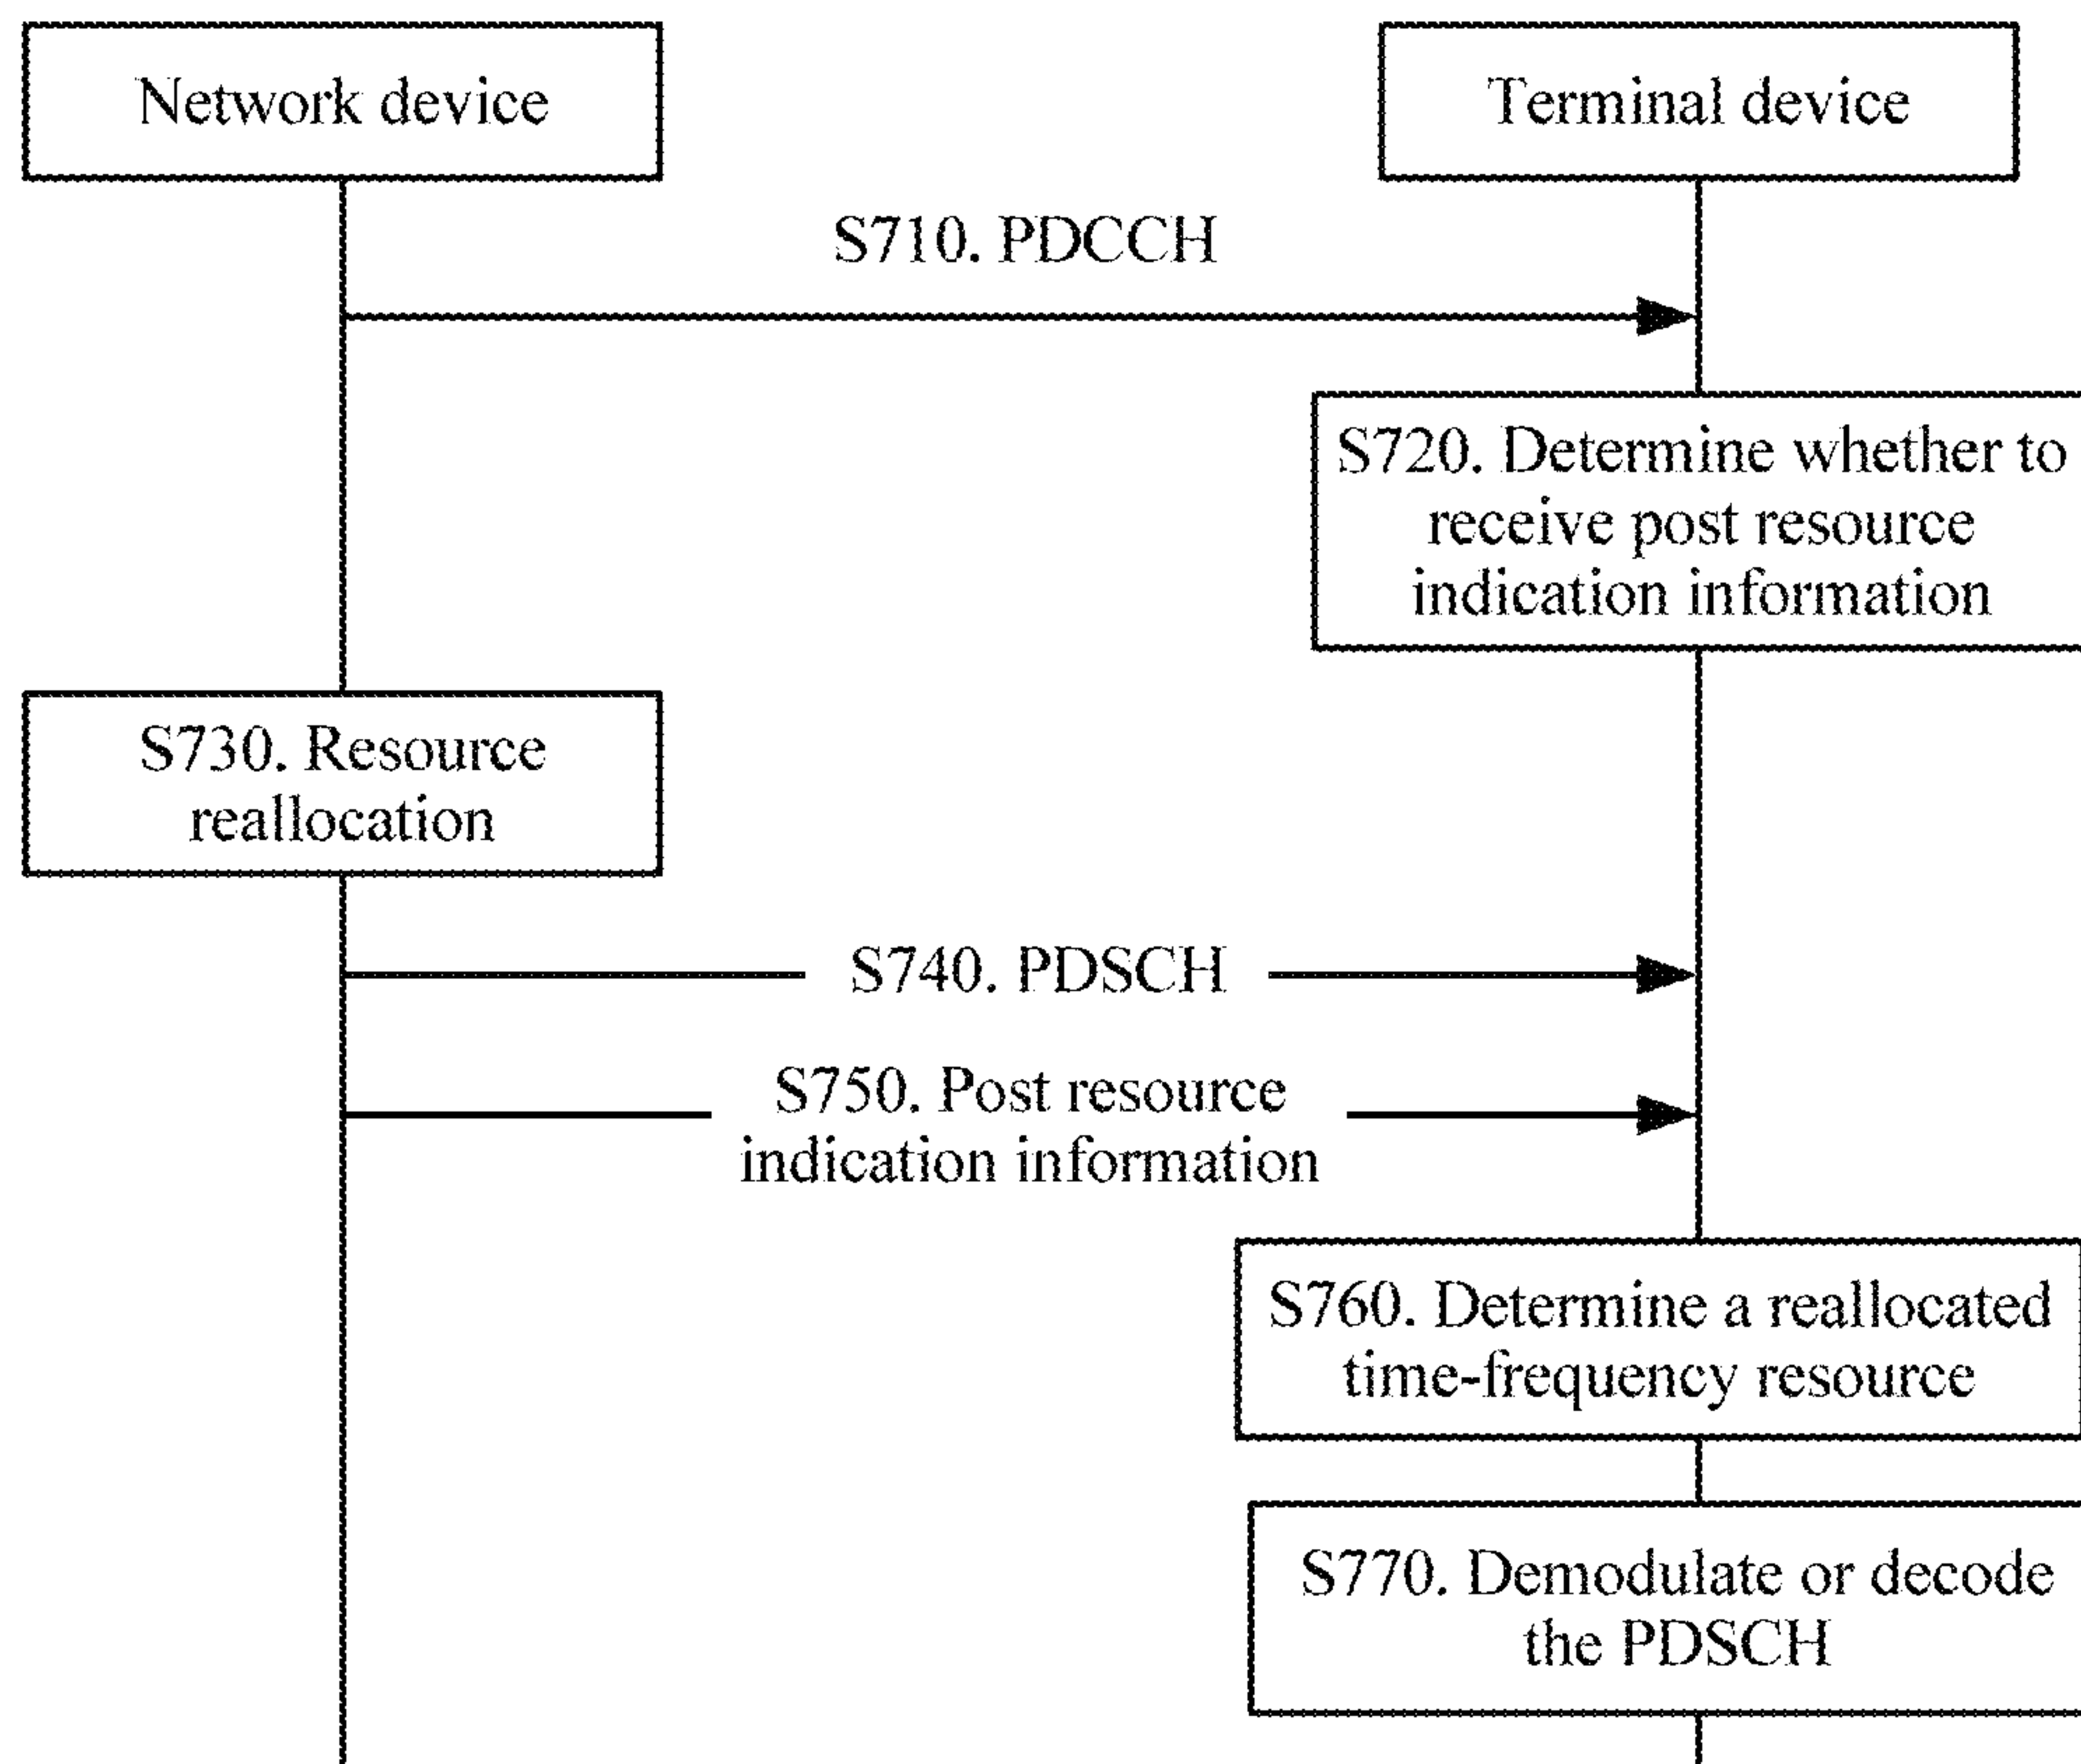 Network device
Terminal device
S710. PDCCH
S720. Determine whether to
receive post resource
indication information
S730. Resource
reallocation
S740. PDSCH
S750. Post resource
indication information
S760. Determine a reallocated
time-frequency resource
S770. Demodulate or decode
the PDSCH